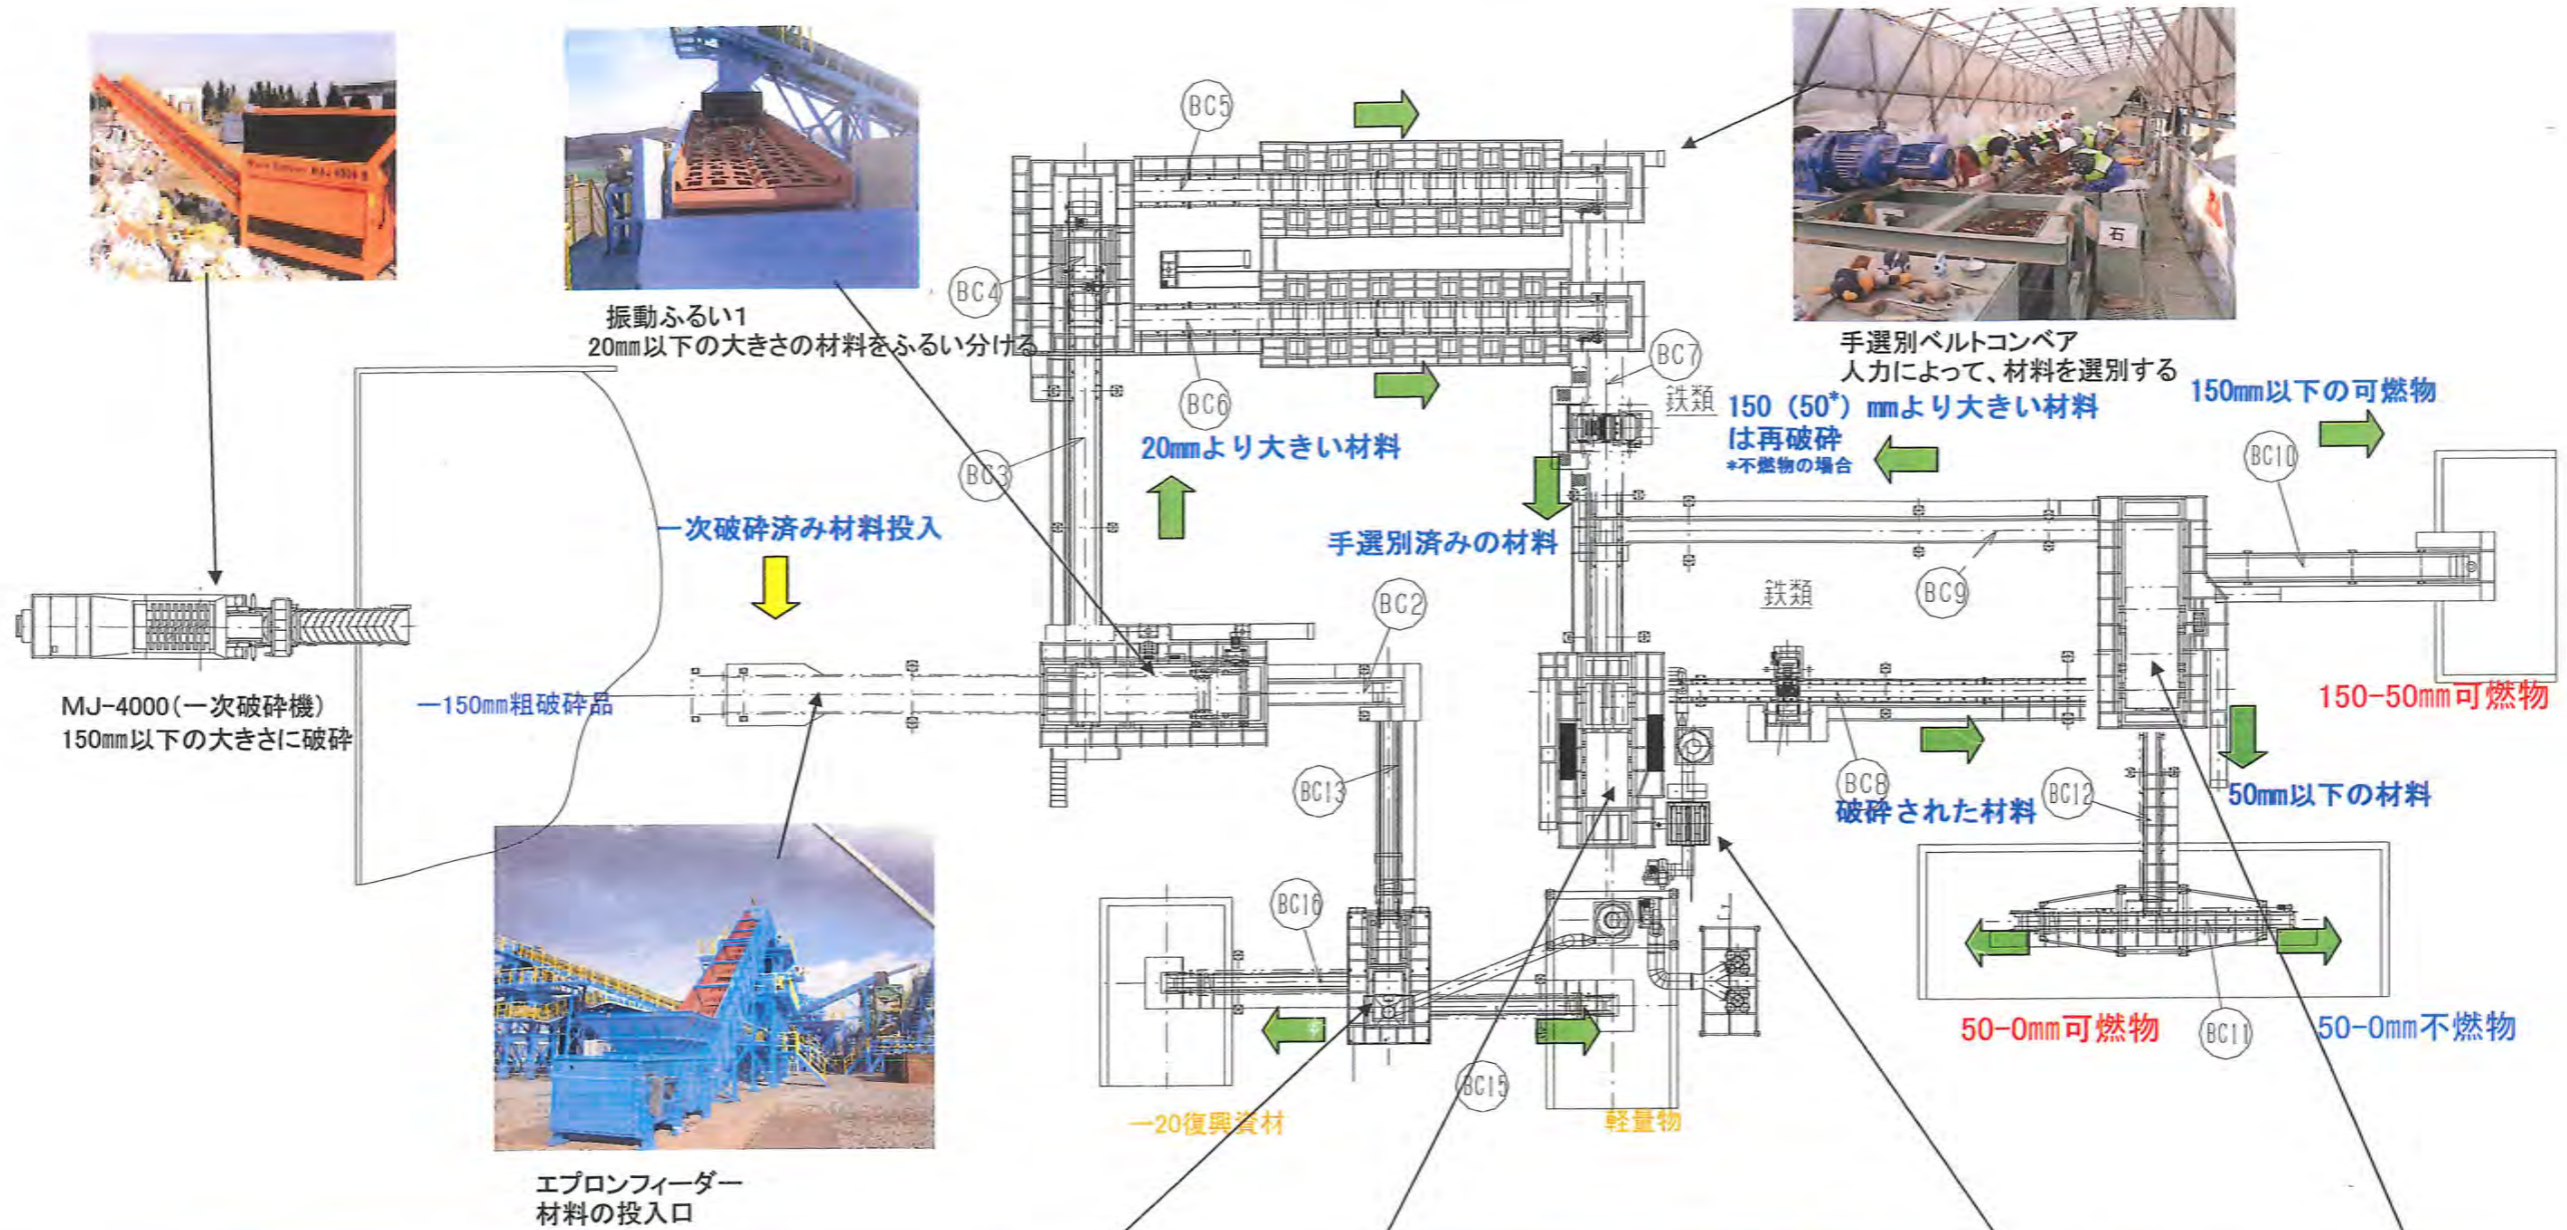 BC5
石
BC4
振動ふるい1
20mm以下の大きさの材料をふるい分ける
手選別ベルトコンベア
人力によって、材料を選別する
BC7
BC6
鉄類
150 (50*) mmより大きい材料
は再破砕
*不燃物の場合
150mm以下の可燃物
BC10
20mmより大きい材料
BC3
一次破砕済み材料投入
手選別済みの材料
BC2
鉄類
BC9
MJ-4000(一次破砕機)
150mm以下の大きさに破砕
ー150mm粗破砕品
150-50mm可燃物
BC13
BC8
破砕された材料
BC12
50mm以下の材料
BC16
50-0mm可燃物
BC11
50-0mm不燃物
BC15
ー20復興資材
軽量物
エプロンフィーダー
材料の投入口